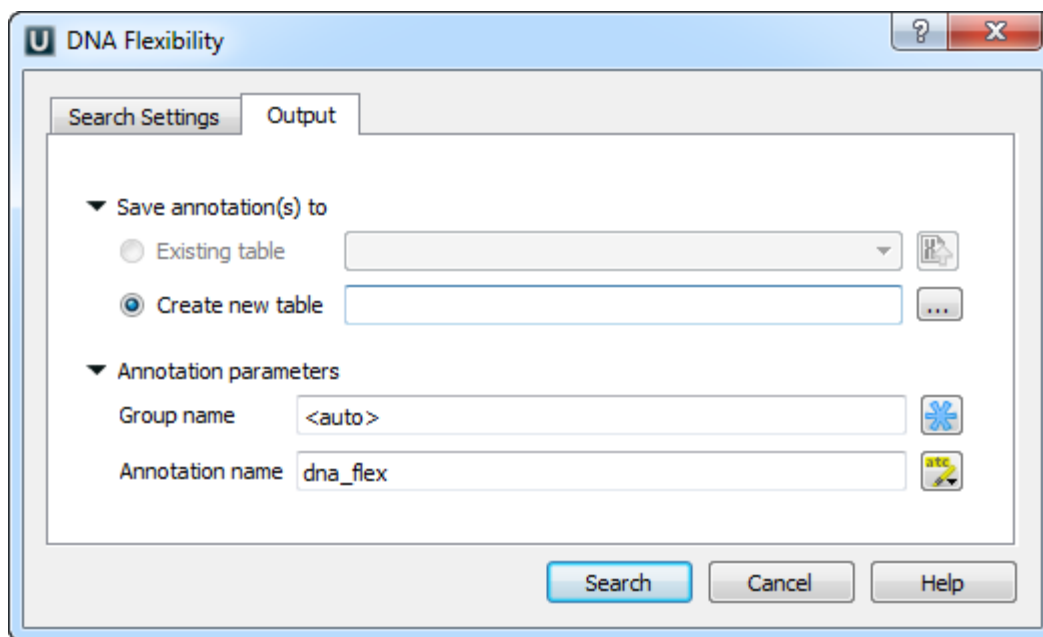 U DNA Flexibility ? X
Search Settings Output
Save annotation(s) to
Existing table
Create new table ...
Annotation parameters
Group name <auto>
Annotation name dna_flex atc
Search Cancel Help